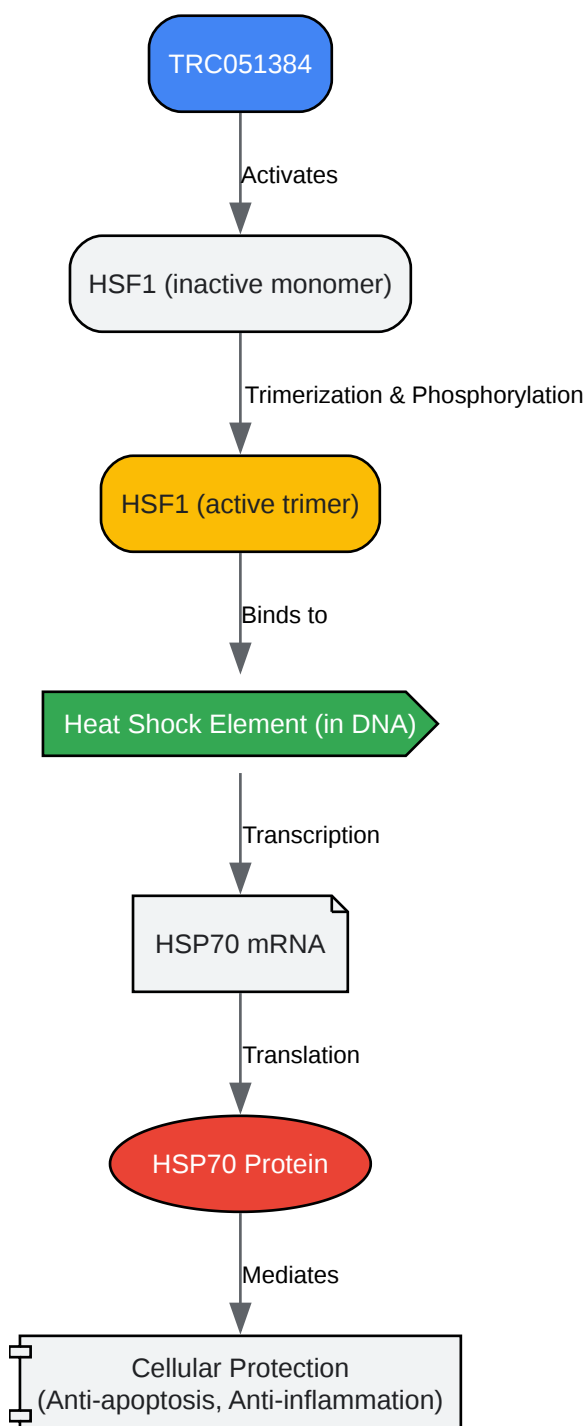 TRC051384
Activates
HSF1 (inactive monomer)
Trimerization & Phosphorylation
HSF1 (active trimer)
Binds to
Heat Shock Element (in DNA)
Transcription
HSP70 mRNA
Translation
HSP70 Protein
Mediates
Cellular Protection
(Anti-apoptosis, Anti-inflammation)